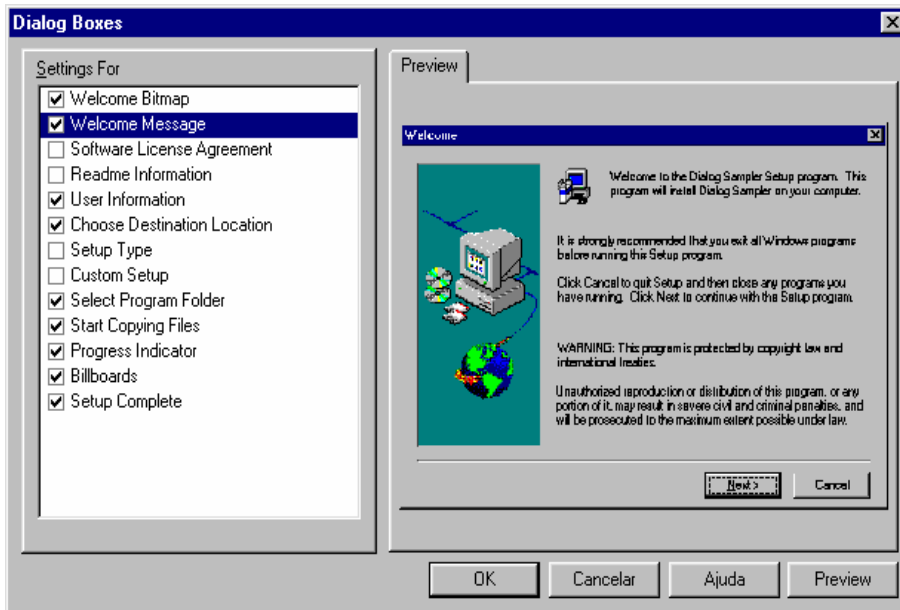 Dialog Boxes
Settings For
Welcome Bitmap
Welcome Message
Software License Agreement
Readme Information
User Information
Choose Destination Location
Setup Type
Custom Setup
Select Program Folder
Start Copying Files
Progress Indicator
Billboards
Setup Complete
Preview
Welcome
Welcome to the Dialog Sampler Setup program. This
program will install Dialog Sampler on your computer.
It is strongly recommended that you exit all Windows programs
before running this Setup program.
Click Cancel to quit Setup and then close any programs you
have running. Click Next to continue with the Setup program.
WARNING: This program is protected by copyright law and
international treaties.
Unauthorized reproduction or distribution of this program, or any
portion of it, may result in severe civil and criminal penalties, and
will be prosecuted to the maximum extent possible under law.
Next >
Cancel
OK
Cancelar
Ajuda
Preview